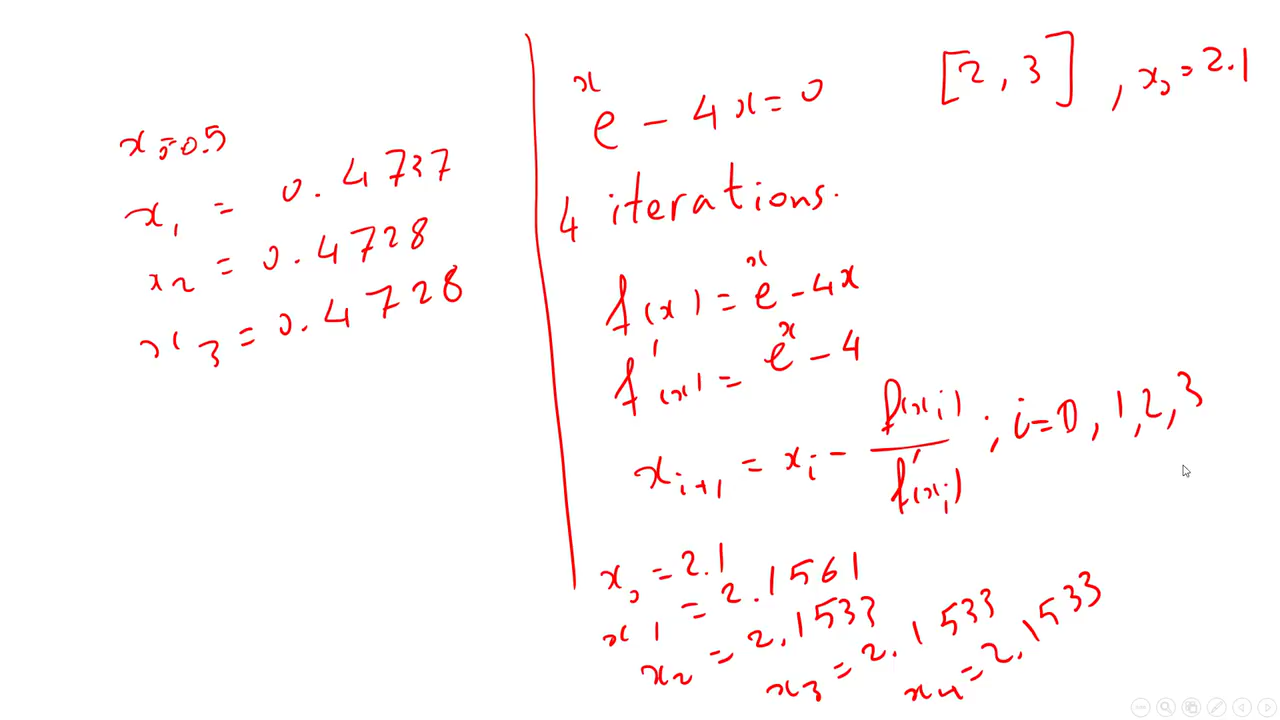 x₀=0.5
x₁ = 0.4737
x₂ = 0.4728
x₃ = 0.4728
eˣ - 4x = 0 [2, 3], x₀ = 2.1
4 iterations.
f(x) = eˣ - 4x
f'(x) = eˣ - 4
xᵢ₊₁ = xᵢ - f(xᵢ)/f'(xᵢ) ; i=0, 1, 2, 3
x₀ = 2.1
x₁ = 2.1561
x₂ = 2.1533
x₃ = 2.1533
x₄ = 2.1533